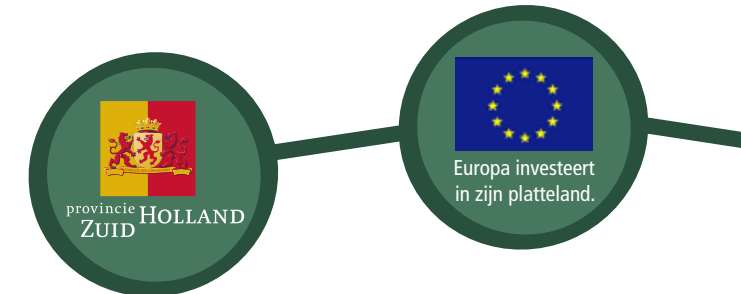 provincie HOLLAND
ZUID
Europa investeert
in zijn platteland.